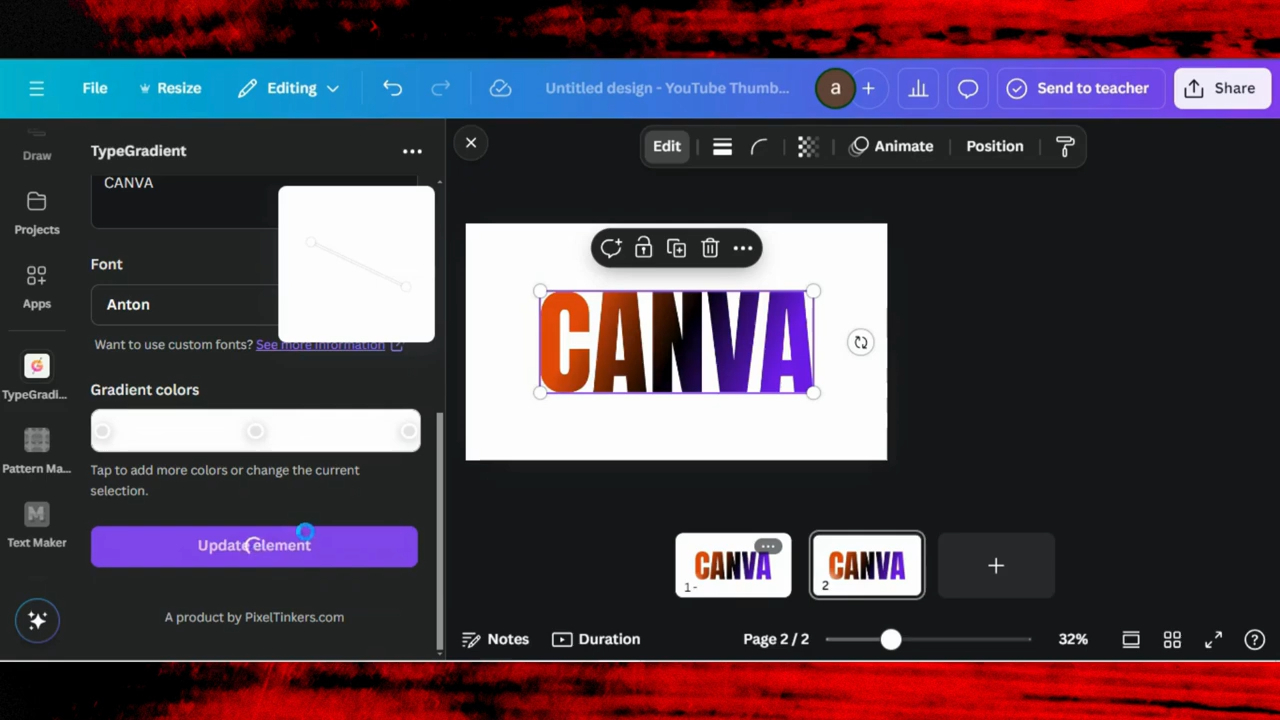 File
Resize
Editing
Untitled design - YouTube Thumb...
a
Send to teacher
Share
Draw
Projects
Apps
TypeGradi...
Pattern Ma...
Text Maker
TypeGradient
CANVA
Font
Anton
Want to use custom fonts? See more information
Gradient colors
Tap to add more colors or change the current
selection.
Update element
A product by PixelTinkers.com
Edit
Animate
Position
CANVA
CANVA
1-
CANVA
2
Notes
Duration
Page 2 / 2
32%